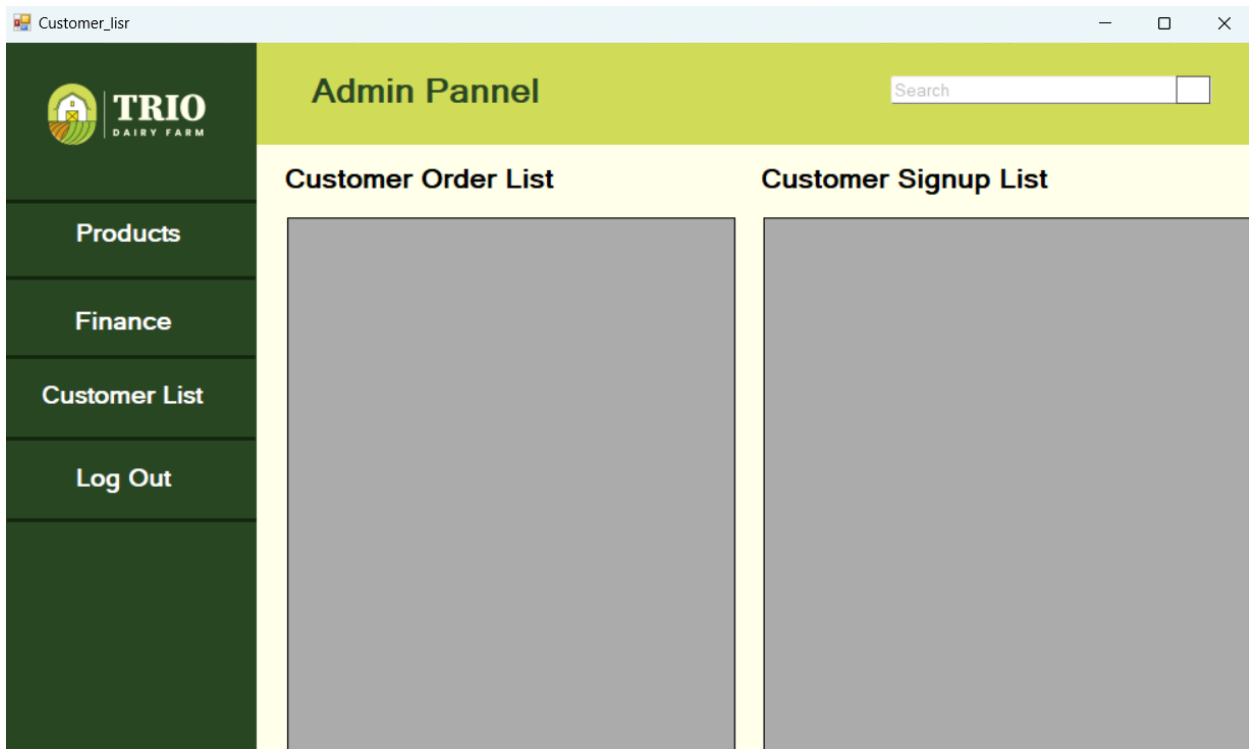 Customer_lisr
TRIO
DAIRY FARM
Admin Pannel
Search
Products
Finance
Customer List
Log Out
Customer Order List
Customer Signup List